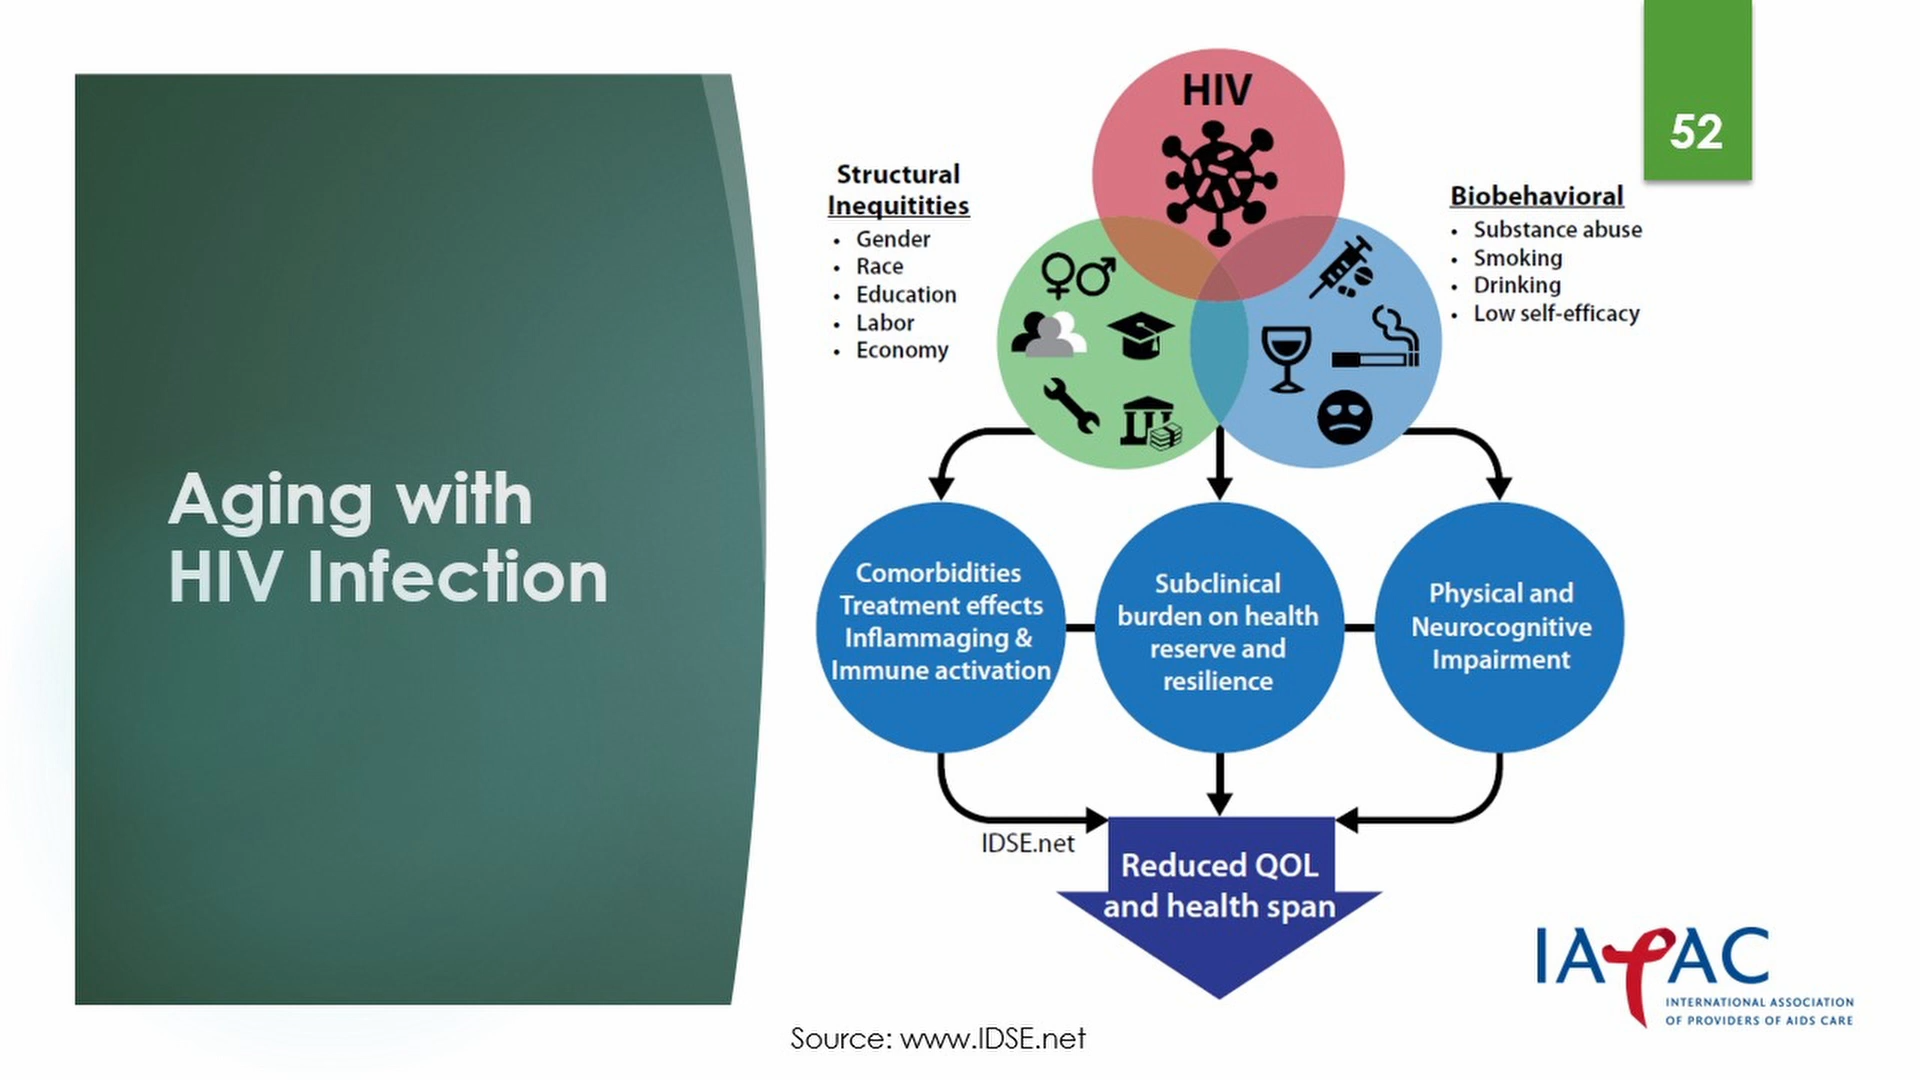 Aging with
HIV Infection
52
HIV
Structural
Inequitities
• Gender
• Race
• Education
• Labor
• Economy
Biobehavioral
• Substance abuse
• Smoking
• Drinking
• Low self-efficacy
Comorbidities
Treatment effects
Inflammaging &
Immune activation
Subclinical
burden on health
reserve and
resilience
Physical and
Neurocognitive
Impairment
IDSE.net
Reduced QOL
and health span
IAPAC
INTERNATIONAL ASSOCIATION
OF PROVIDERS OF AIDS CARE
Source: www.IDSE.net